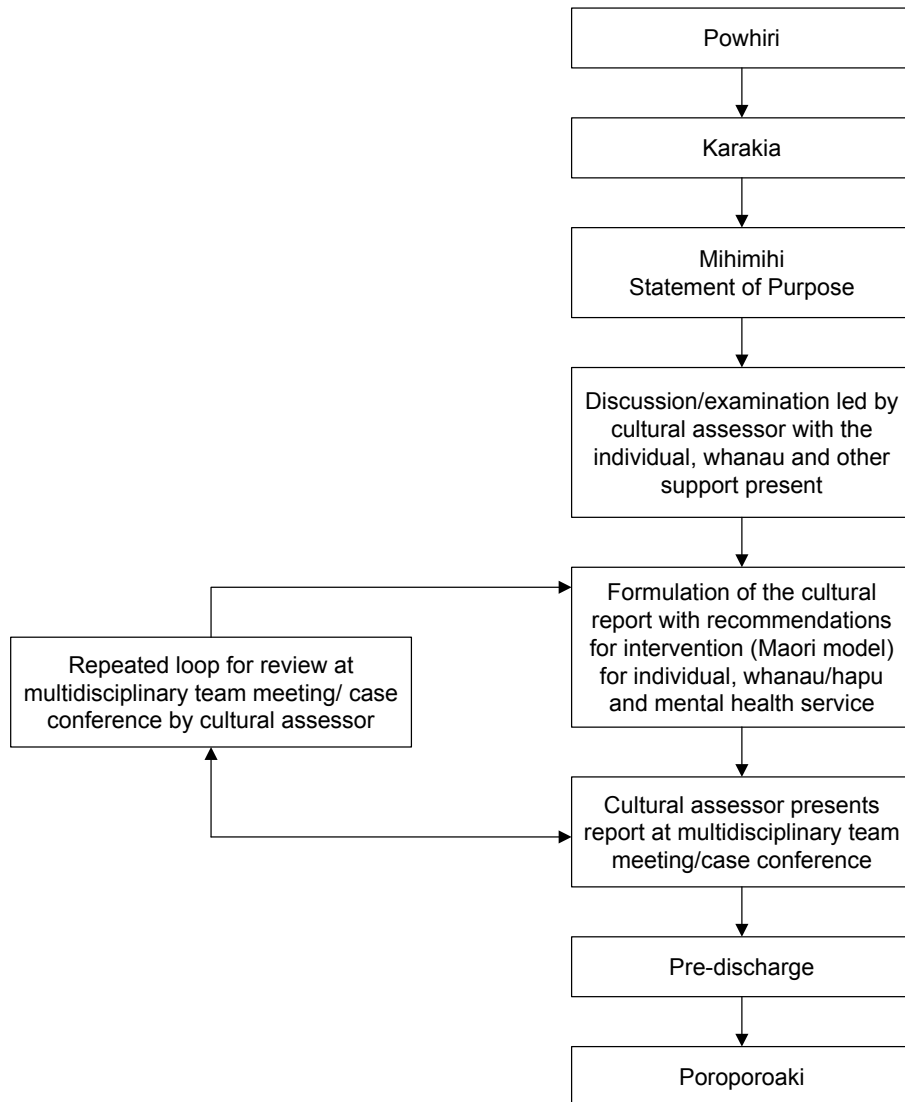 Powhiri
Karakia
Mihimihi
Statement of Purpose
Discussion/examination led by
cultural assessor with the
individual, whanau and other
support present
Formulation of the cultural
report with recommendations
for intervention (Maori model)
for individual, whanau/hapu
and mental health service
Repeated loop for review at
multidisciplinary team meeting/ case
conference by cultural assessor
Cultural assessor presents
report at multidisciplinary team
meeting/case conference
Pre-discharge
Poroporoaki